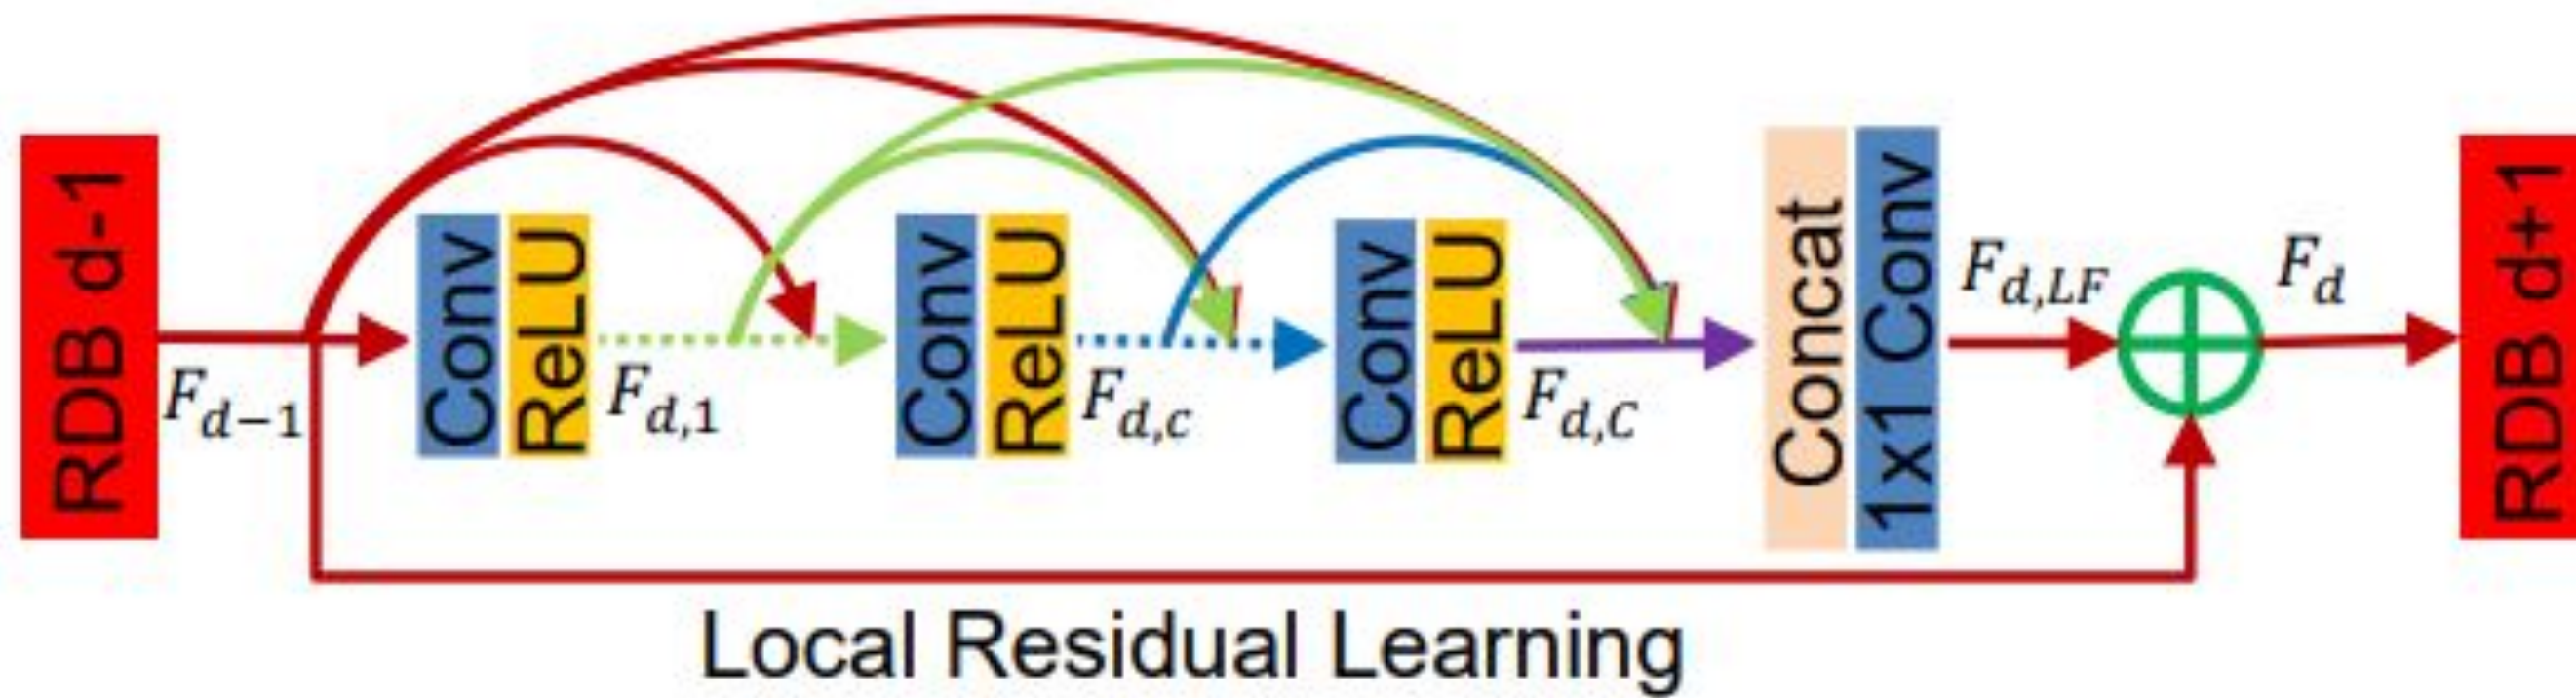 RDB d-1
F_{d-1}
Conv
ReLU
F_{d,1}
Conv
ReLU
F_{d,c}
Conv
ReLU
F_{d,C}
Concat
1x1 Conv
F_{d,LF}
F_d
RDB d+1
Local Residual Learning